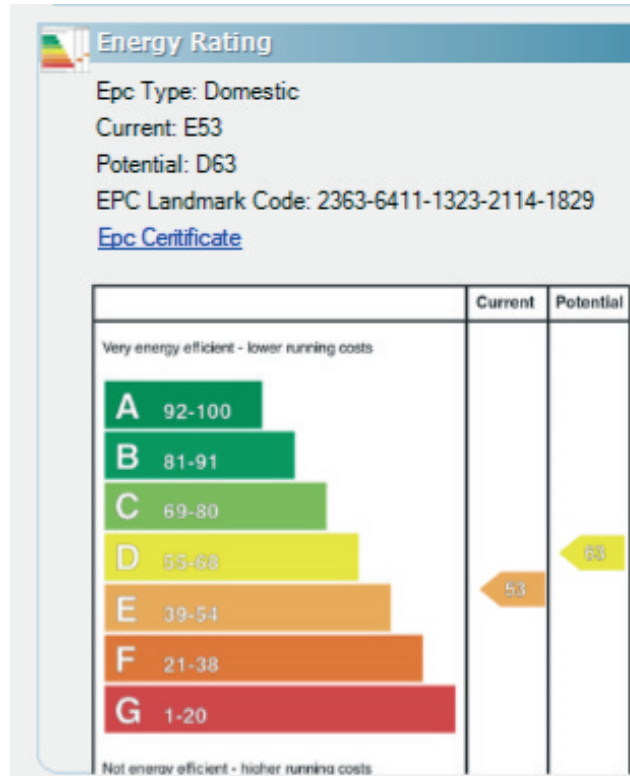 Energy Rating
Epc Type: Domestic
Current: E53
Potential: D63
EPC Landmark Code: 2363-6411-1323-2114-1829
Epc Ceritificate
Current Potential
Very energy efficient - lower running costs
A 92-100
B 81-91
C 69-80
D 55-68 63
E 39-54 53
F 21-38
G 1-20
Not energy efficient - higher running costs